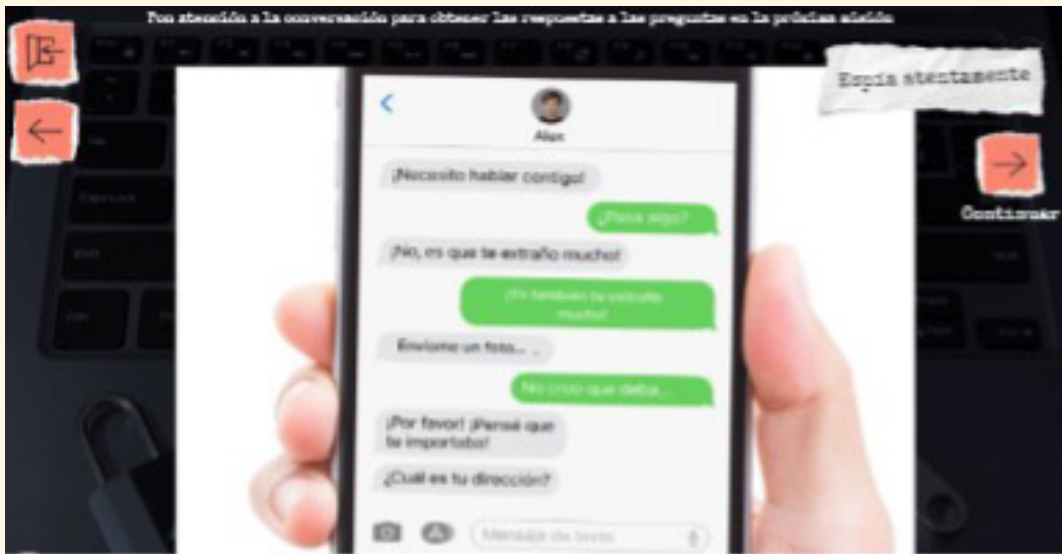 Pon atención a la conversación para obtener las respuestas a las preguntas en la próxima misión
Espía atentamente
Continuar
Alex
¡Necesito hablar contigo!
¿Pasa algo?
¡No, es que te extraño mucho!
¡Yo también te extraño
mucho!
Envíame un foto...
No creo que deba...
¡Por favor! ¡Pensé que
te importaba!
¿Cuál es tu dirección?
Mensaje de texto